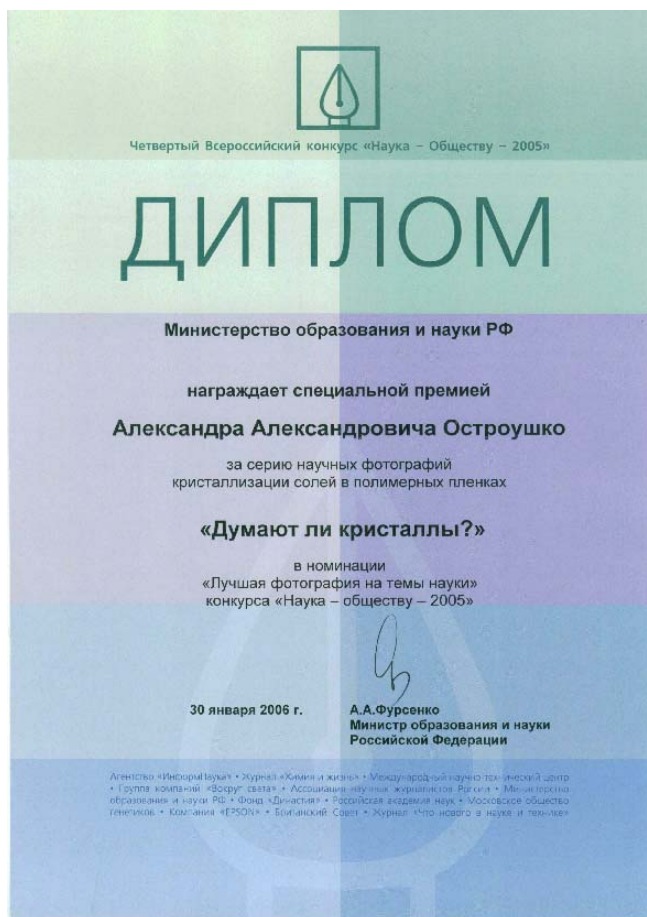 Четвертый Всероссийский конкурс «Наука – Обществу – 2005»
ДИПЛОМ
Министерство образования и науки РФ
награждает специальной премией
Александра Александровича Остроушко
за серию научных фотографий
кристаллизации солей в полимерных пленках
«Думают ли кристаллы?»
в номинации
«Лучшая фотография на темы науки»
конкурса «Наука – обществу – 2005»
30 января 2006 г.
А.А.Фурсенко
Министр образования и науки
Российской Федерации
Агентство «ИнформНаука» • Журнал «Химия и жизнь» • Международный научно-технический центр
• Группа компаний «Вокруг света» • Ассоциация научных журналистов России • Министерство
образования и науки РФ • Фонд «Династия» • Российская академия наук • Московское общество
генетиков • Компания «EPSON» • Британский Совет • Журнал «Что нового в науке и технике»